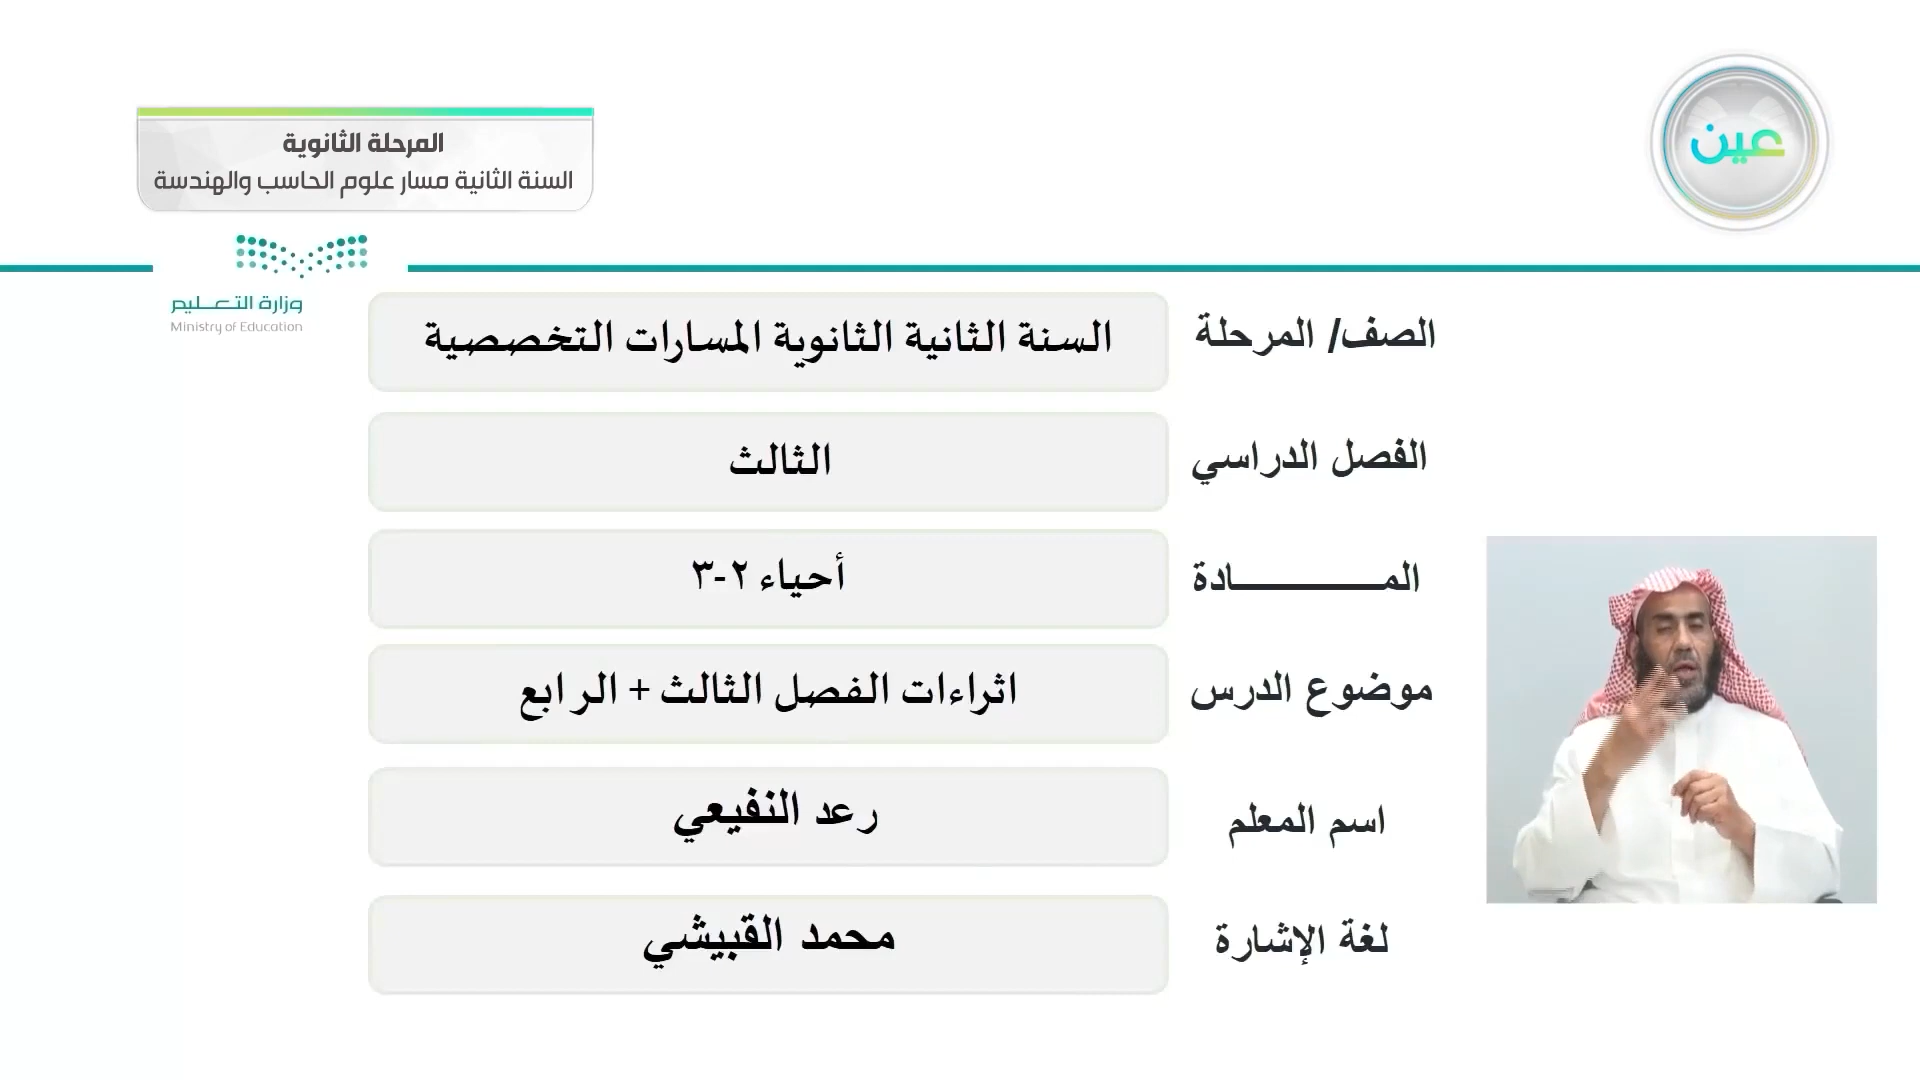 المرحلة الثانوية
السنة الثانية مسار علوم الحاسب والهندسة
عين
وزارة التعليم
Ministry of Education
الصف/ المرحلة
السنة الثانية الثانوية المسارات التخصصية
الفصل الدراسي
الثالث
المــــــــــــادة
أحياء ٢-٣
موضوع الدرس
اثراءات الفصل الثالث + الرابع
اسم المعلم
رعد النفيعي
لغة الإشارة
محمد القبيشي